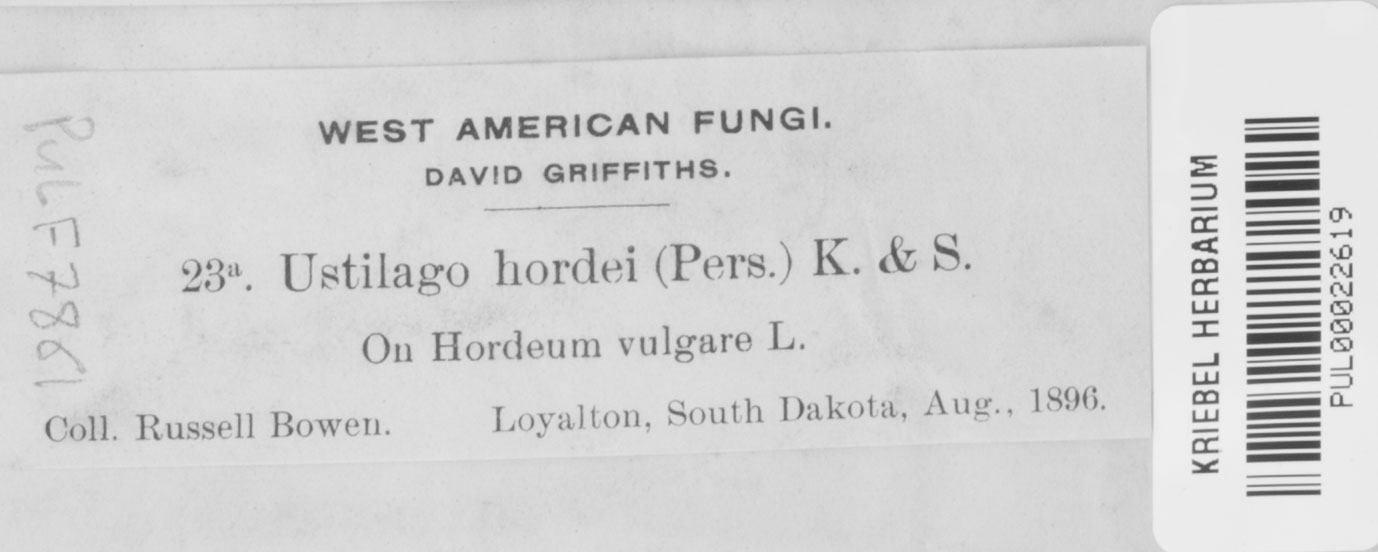 WEST AMERICAN FUNGI.
DAVID GRIFFITHS.
23a. Ustilago hordei (Pers.) K. & S.
On Hordeum vulgare L.
Coll. Russell Bowen. Loyalton, South Dakota, Aug., 1896.
PUL F7861
KRIEBEL HERBARIUM
PUL00022619